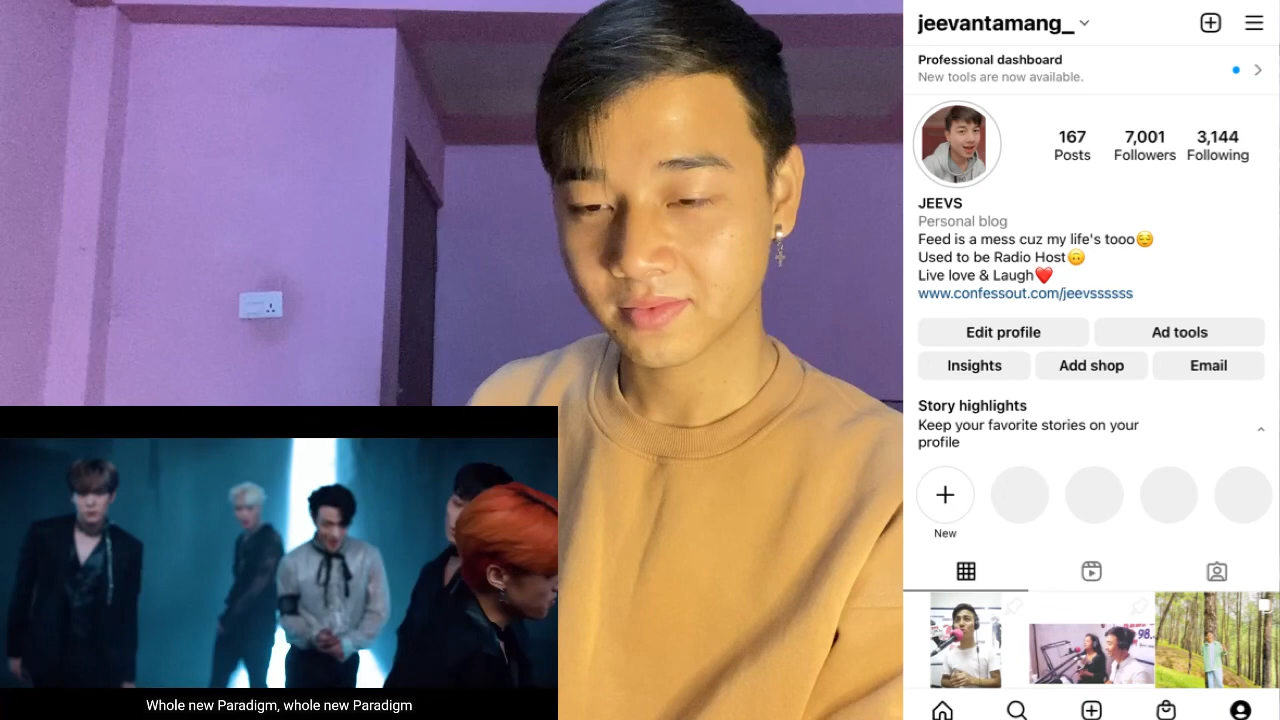 jeevantamang_
Professional dashboard
New tools are now available.
167
Posts
7,001
Followers
3,144
Following
JEEVS
Personal blog
Feed is a mess cuz my life's tooo😌
Used to be Radio Host🙃
Live love & Laugh❤️
www.confessout.com/jeevssssss
Edit profile
Ad tools
Insights
Add shop
Email
Story highlights
Keep your favorite stories on your
profile
New
98.
Whole new Paradigm, whole new Paradigm